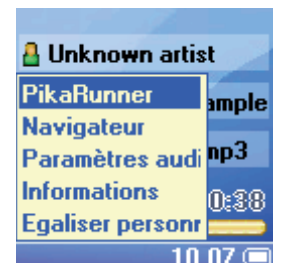 Unknown artist
PikaRunner
ample
Navigateur
Paramètres audi
mp3
Informations
0:38
Egaliser personr
10 07